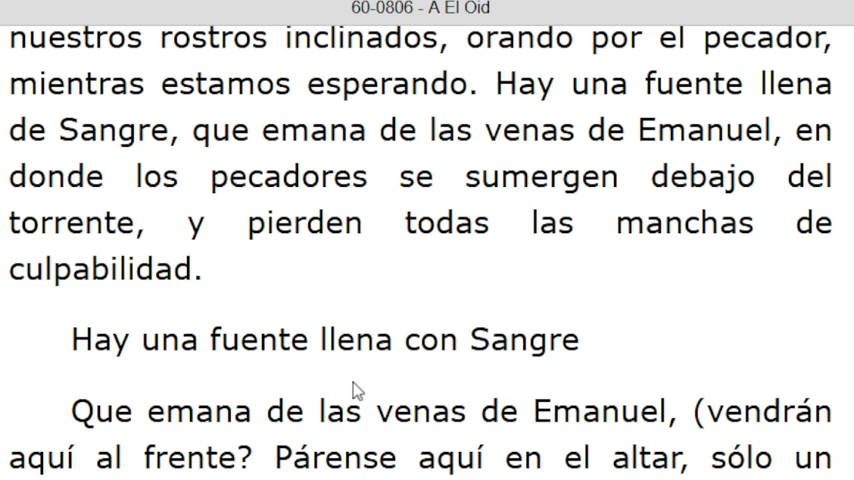 60-0806 - A El Oid
nuestros rostros inclinados, orando por el pecador,
mientras estamos esperando. Hay una fuente llena
de Sangre, que emana de las venas de Emanuel, en
donde los pecadores se sumergen debajo del
torrente, y pierden todas las manchas de
culpabilidad.
Hay una fuente llena con Sangre
Que emana de las venas de Emanuel, (vendrán
aquí al frente? Párense aquí en el altar, sólo un